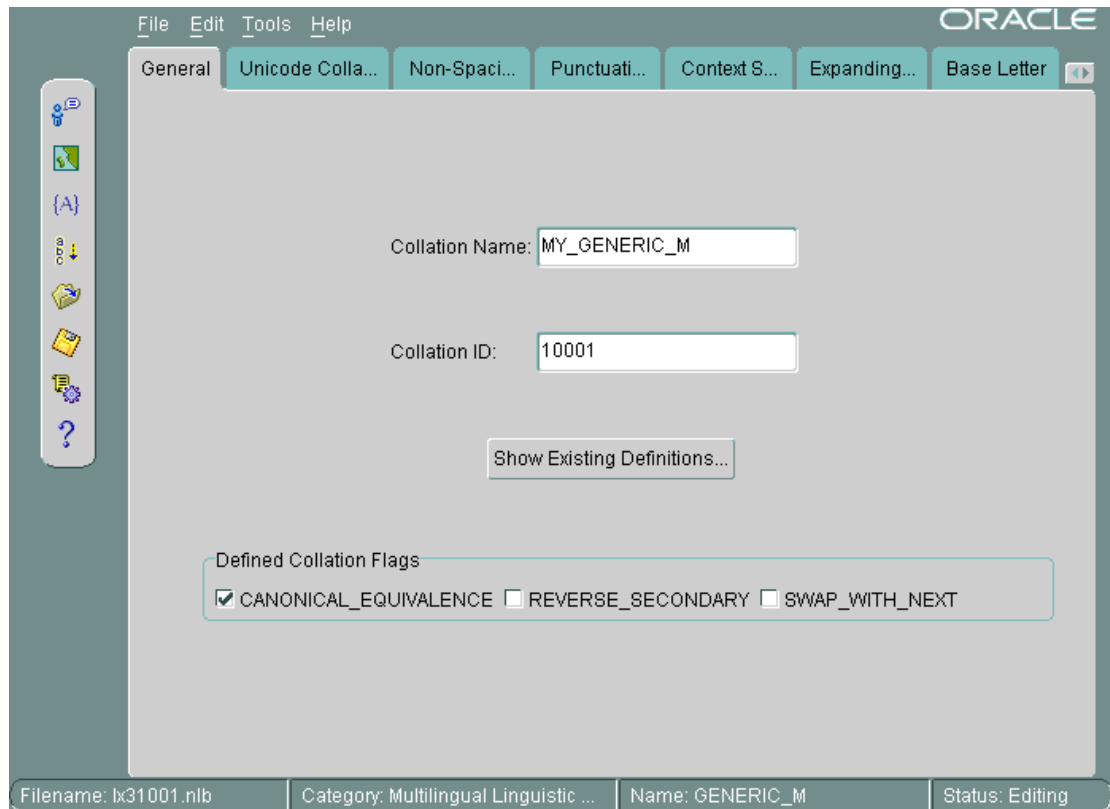 File Edit Tools Help
ORACLE
General Unicode Colla... Non-Spaci... Punctuati... Context S... Expanding... Base Letter
{A}
a
b
c
?
Collation Name: MY_GENERIC_M
Collation ID: 10001
Show Existing Definitions...
Defined Collation Flags
CANONICAL_EQUIVALENCE REVERSE_SECONDARY SWAP_WITH_NEXT
Filename: lx31001.nlb Category: Multilingual Linguistic ... Name: GENERIC_M Status: Editing